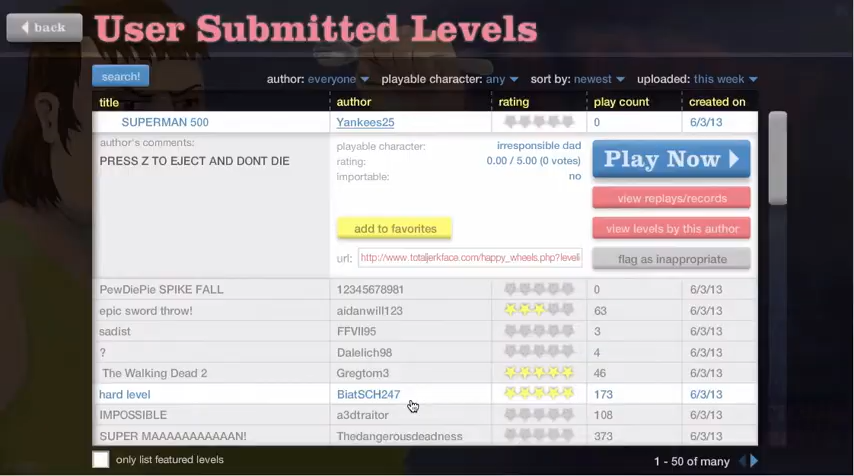 back User Submitted Levels
search! author: everyone playable character: any sort by: newest uploaded: this week
title author rating play count created on
SUPERMAN 500 Yankees25 0 6/3/13
author's comments:
PRESS Z TO EJECT AND DONT DIE
playable character: irresponsible dad
rating: 0.00 / 5.00 (0 votes)
importable: no
add to favorites
url: http://www.totaljerkface.com/happy_wheels.php?leveli
Play Now
view replays/records
view levels by this author
flag as inappropriate
PewDiePie SPIKE FALL 12345678981 0 6/3/13
epic sword throw! aidanwill123 63 6/3/13
sadist FFVII95 3 6/3/13
? Dalelich98 4 6/3/13
The Walking Dead 2 Gregtom3 46 6/3/13
hard level BiatSCH247 173 6/3/13
IMPOSSIBLE a3dtraitor 108 6/3/13
SUPER MAAAAAAAAAAN! Thedangerousdeadness 373 6/3/13
only list featured levels 1 - 50 of many